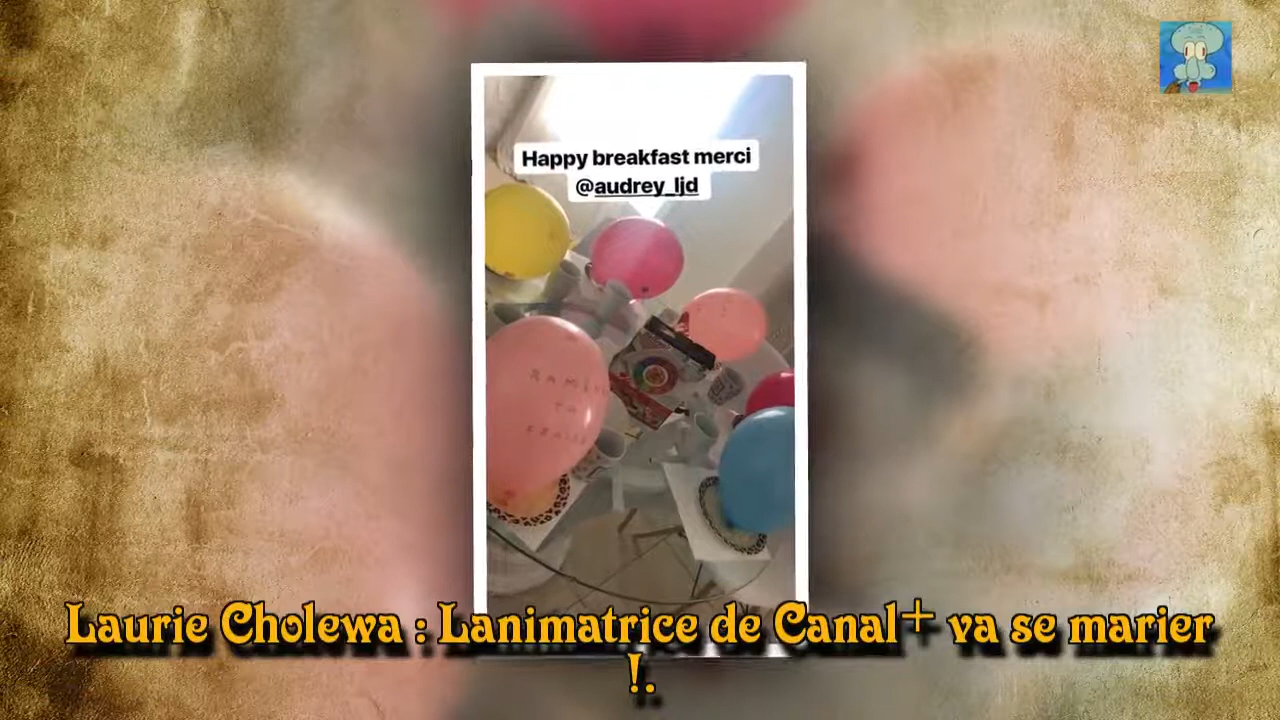 Happy breakfast merci
@audrey_ljd
Laurie Cholewa : Lanimatrice de Canal+ va se marier
!.